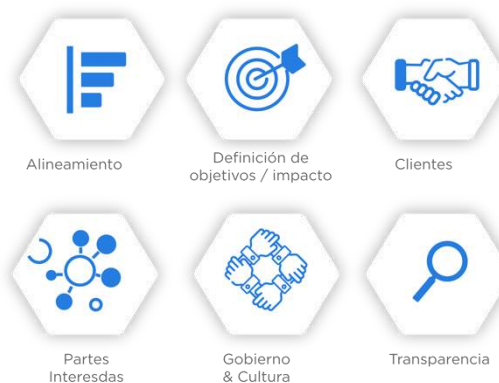 Alineamiento
Definición de
objetivos / impacto
Clientes
Partes
Interesdas
Gobierno
& Cultura
Transparencia